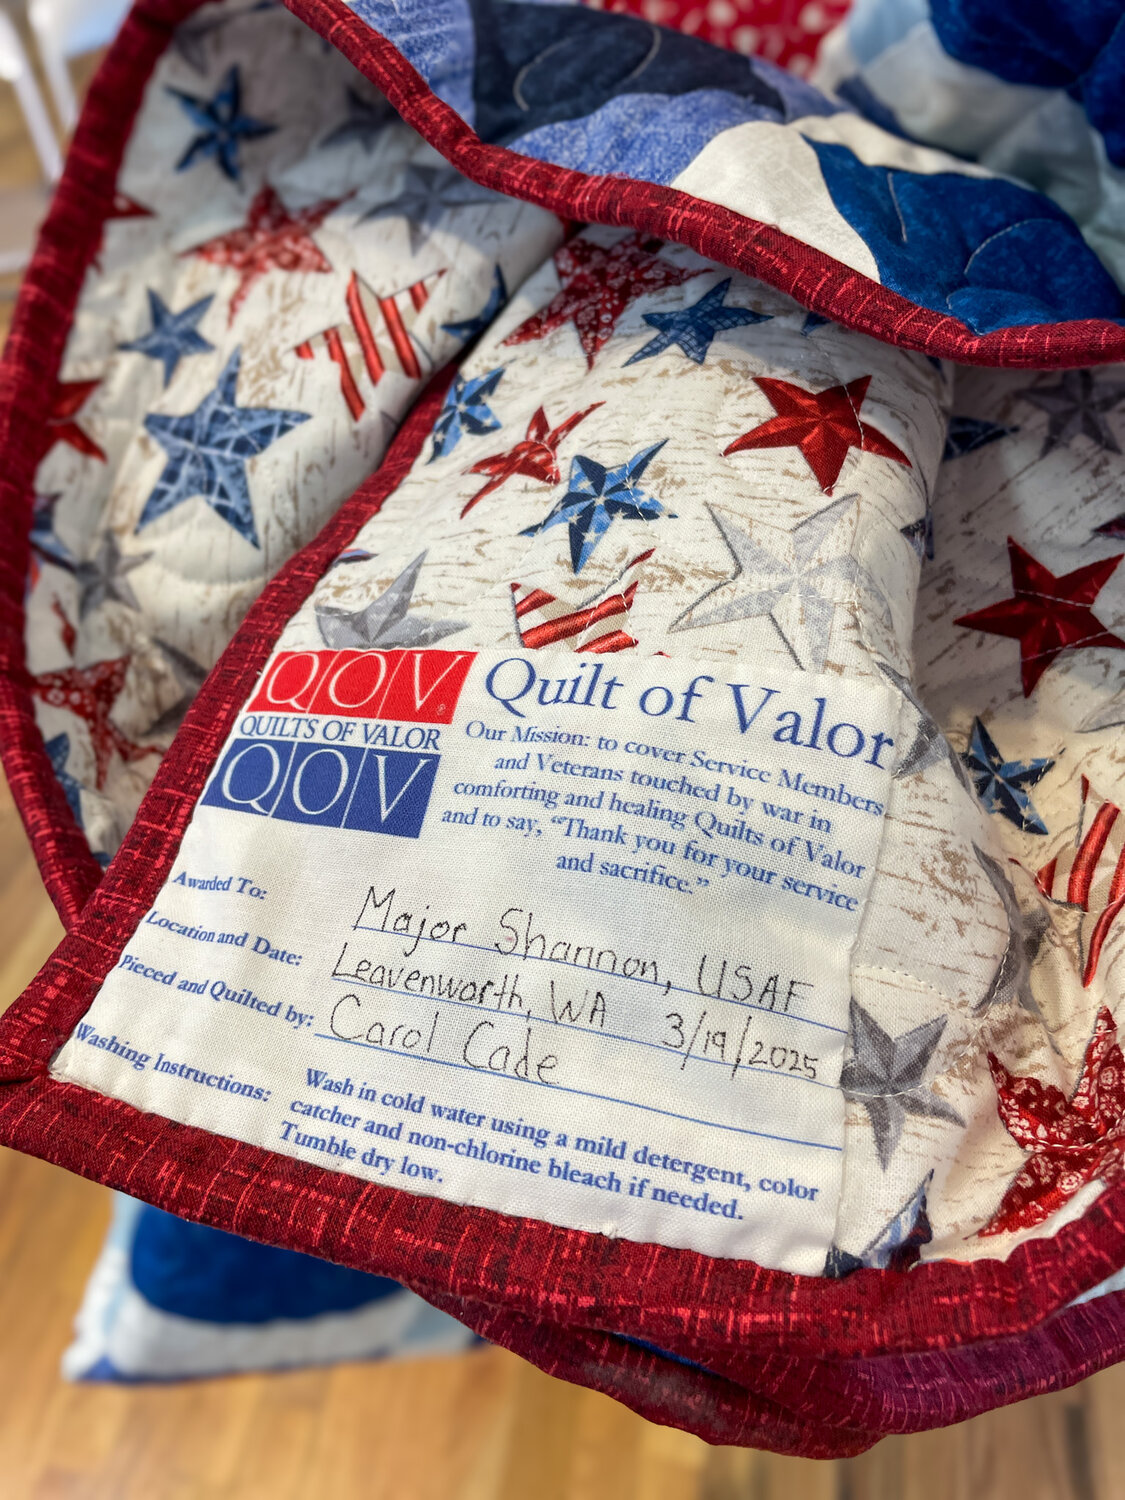 QOV®
QUILTS OF VALOR
QOV
Quilt of Valor
Our Mission: to cover Service Members
and Veterans touched by war in
comforting and healing Quilts of Valor
and to say, “Thank you for your service
and sacrifice.”
Awarded To: Major Shannon, USAF
Location and Date: Leavenworth, WA 3/19/2025
Pieced and Quilted by: Carol Cade
Washing Instructions: Wash in cold water using a mild detergent, color
catcher and non-chlorine bleach if needed.
Tumble dry low.